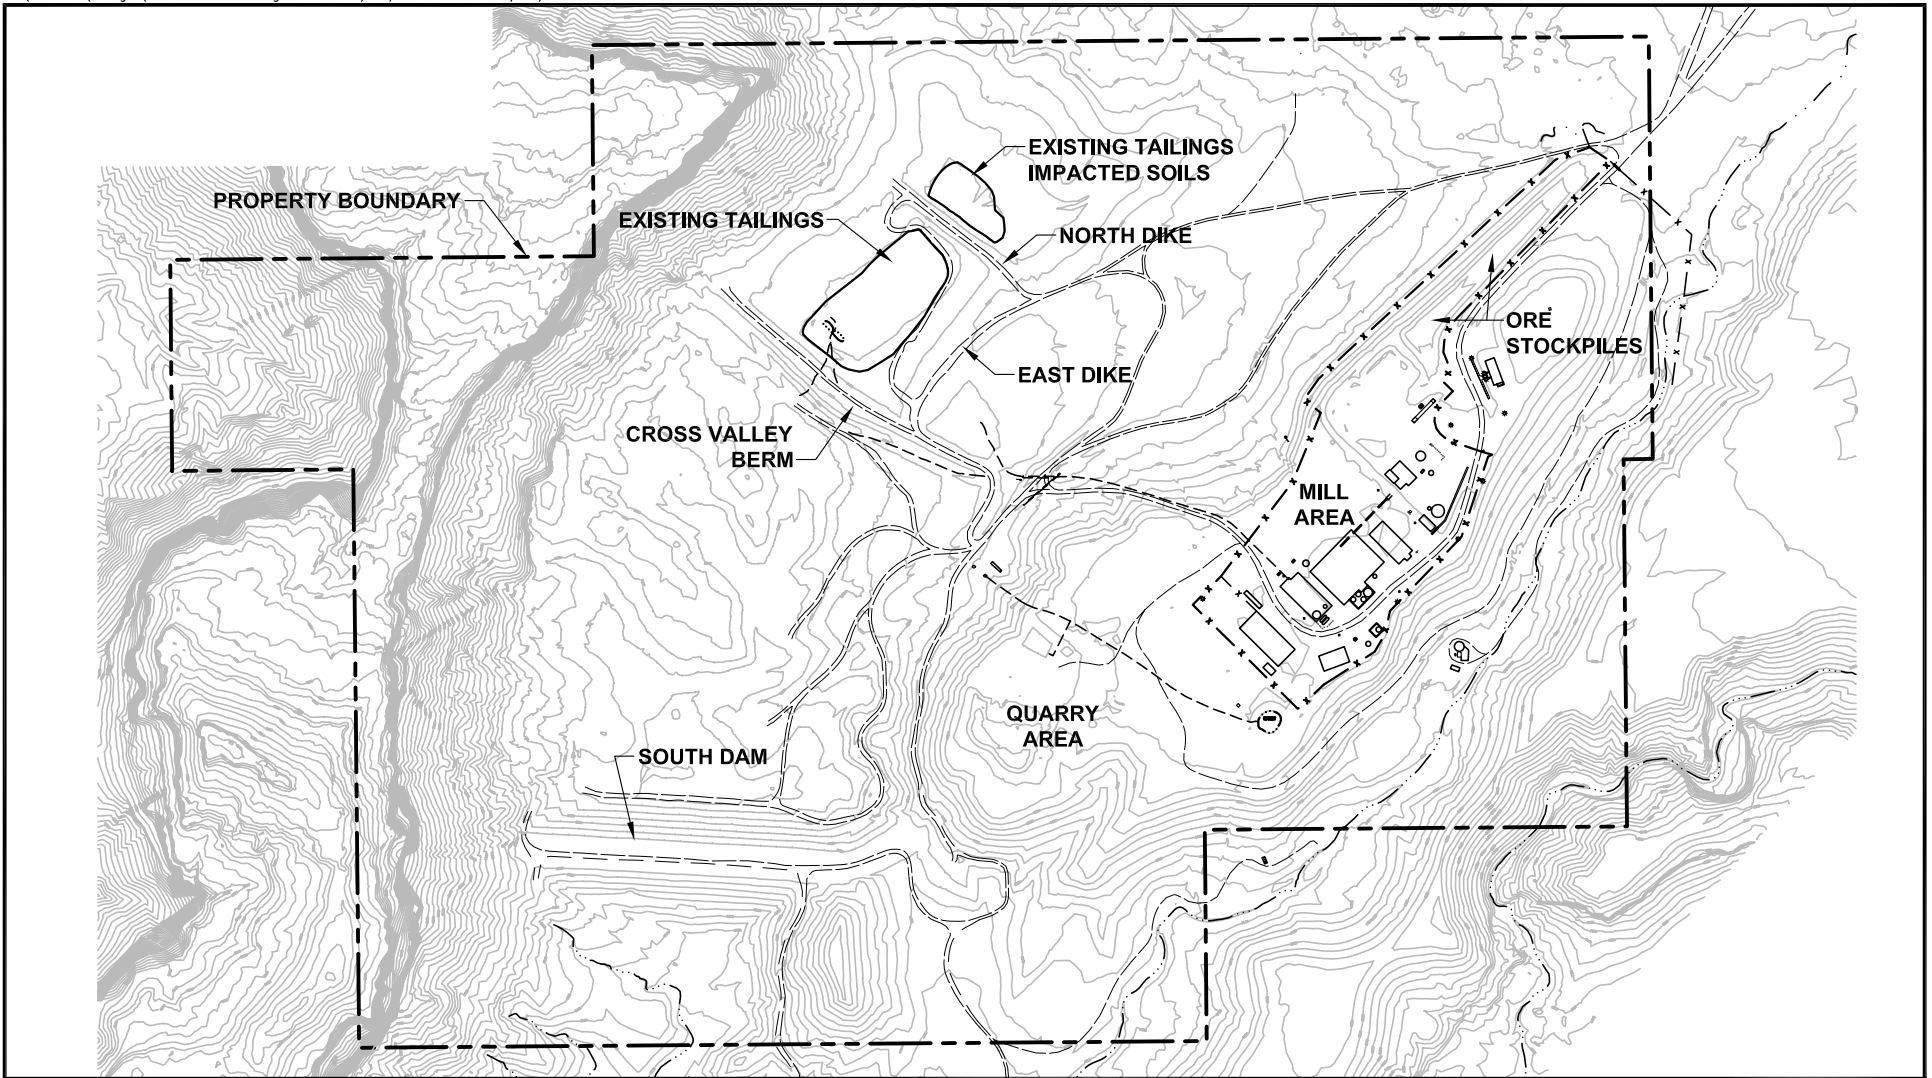 EXISTING TAILINGS
IMPACTED SOILS
PROPERTY BOUNDARY
EXISTING TAILINGS
NORTH DIKE
ORE
STOCKPILES
EAST DIKE
CROSS VALLEY
BERM
MILL
AREA
QUARRY
AREA
SOUTH DAM